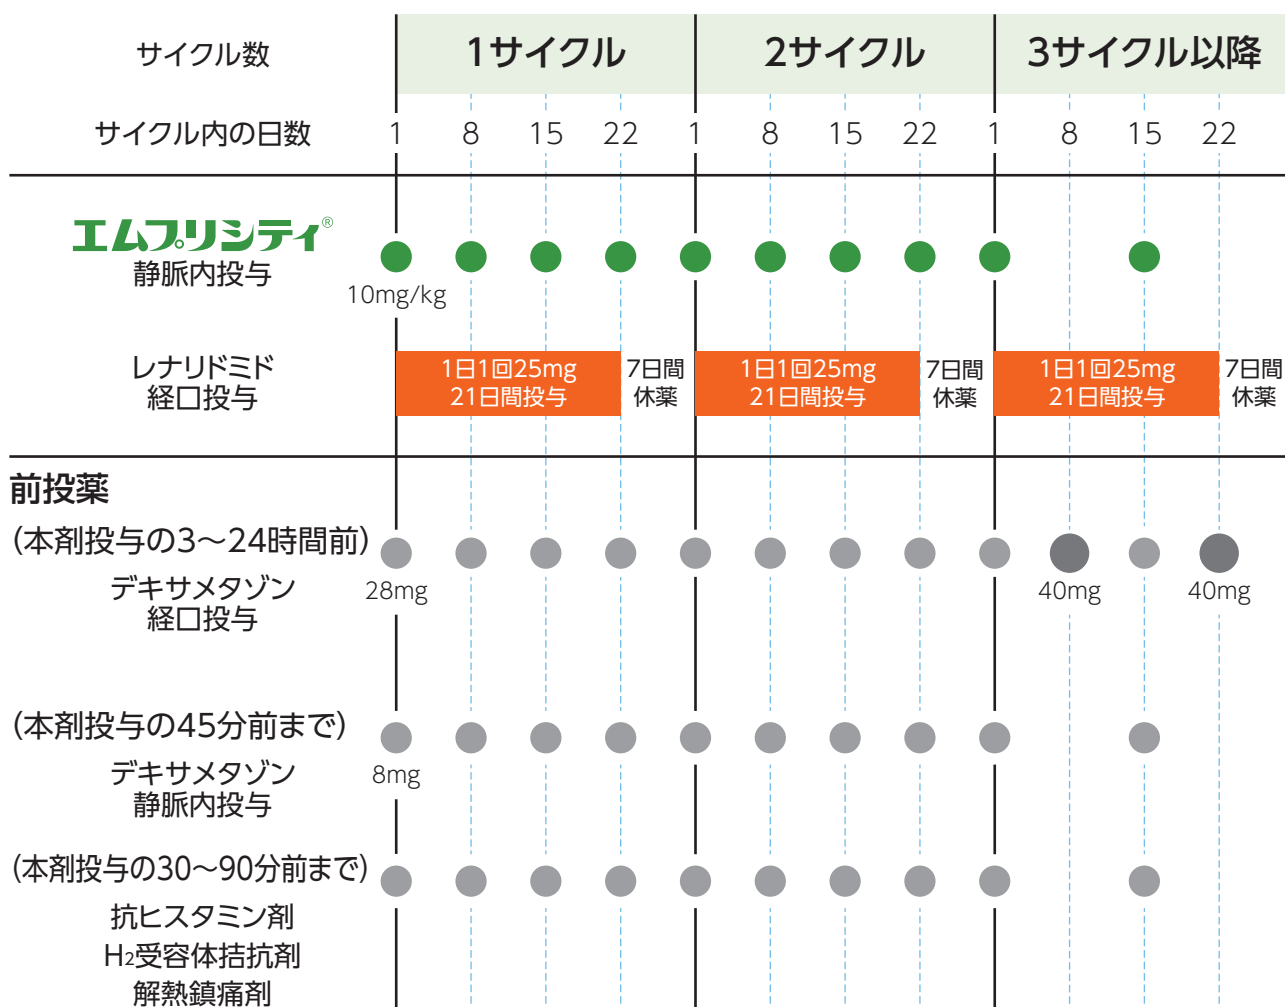 サイクル数 1サイクル 2サイクル 3サイクル以降
サイクル内の日数 1 8 15 22 1 8 15 22 1 8 15 22
エムプリシティ®
静脈内投与
10mg/kg
レナリドミド
経口投与
1日1回25mg
21日間投与
7日間
休薬
1日1回25mg
21日間投与
7日間
休薬
1日1回25mg
21日間投与
7日間
休薬
前投薬
(本剤投与の3〜24時間前)
デキサメタゾン
経口投与
28mg 40mg 40mg
(本剤投与の45分前まで)
デキサメタゾン
静脈内投与
8mg
(本剤投与の30〜90分前まで)
抗ヒスタミン剤
H2受容体拮抗剤
解熱鎮痛剤